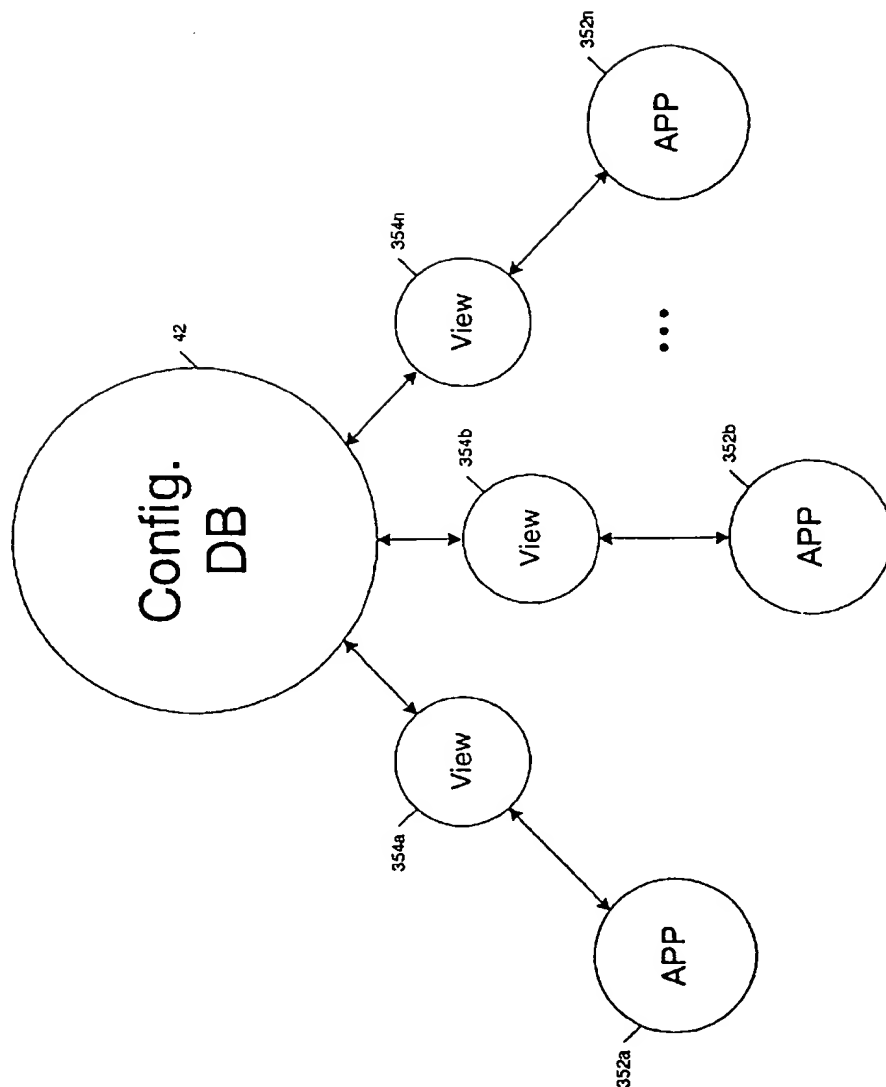 Config.
DB
42
View
354a
View
354b
View
354n
APP
352a
APP
352b
...
APP
352n